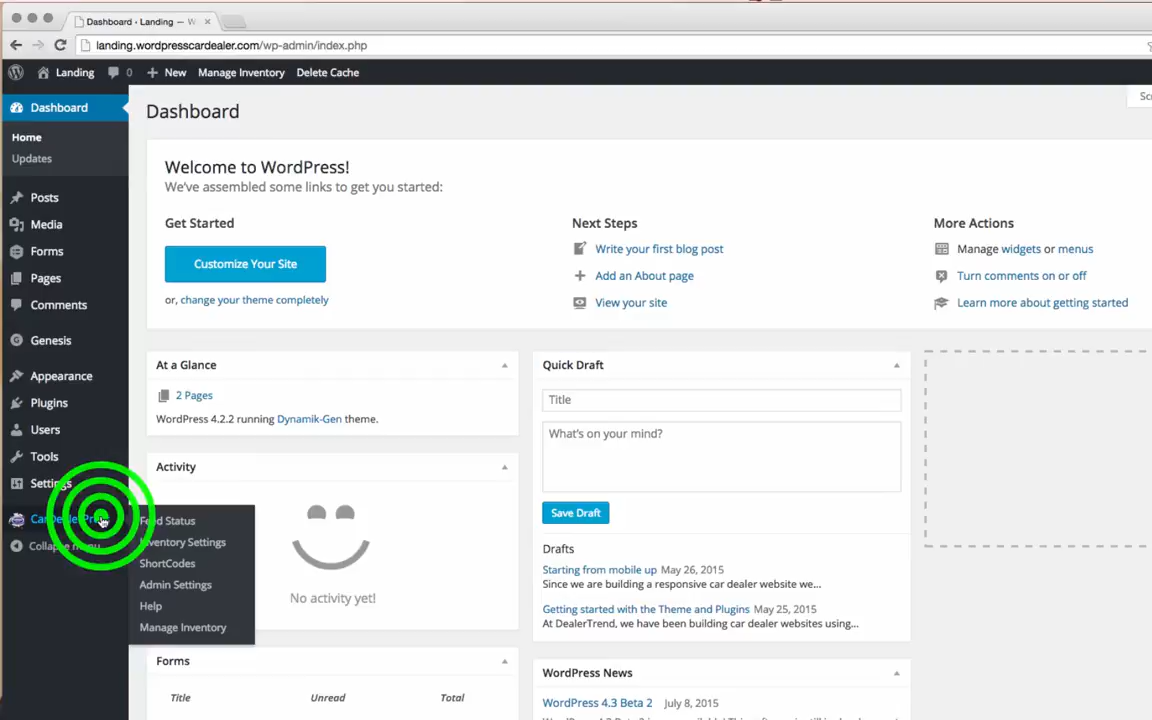 Dashboard ‹ Landing — W
landing.wordpresscardealer.com/wp-admin/index.php
Landing 0 New Manage Inventory Delete Cache
Dashboard
Home
Updates
Posts
Media
Forms
Pages
Comments
Genesis
Appearance
Plugins
Users
Tools
Settings
Collapse menu
Feed Status
Inventory Settings
ShortCodes
Admin Settings
Help
Manage Inventory
Dashboard
Welcome to WordPress!
We've assembled some links to get you started:
Get Started
Customize Your Site
or, change your theme completely
Next Steps
Write your first blog post
Add an About page
View your site
More Actions
Manage widgets or menus
Turn comments on or off
Learn more about getting started
At a Glance
2 Pages
WordPress 4.2.2 running Dynamik-Gen theme.
Activity
No activity yet!
Forms
Title Unread Total
Quick Draft
Title
What's on your mind?
Save Draft
Drafts
Starting from mobile up May 26, 2015
Since we are building a responsive car dealer website we...
Getting started with the Theme and Plugins May 25, 2015
At DealerTrend, we have been building car dealer websites using...
WordPress News
WordPress 4.3 Beta 2 July 8, 2015